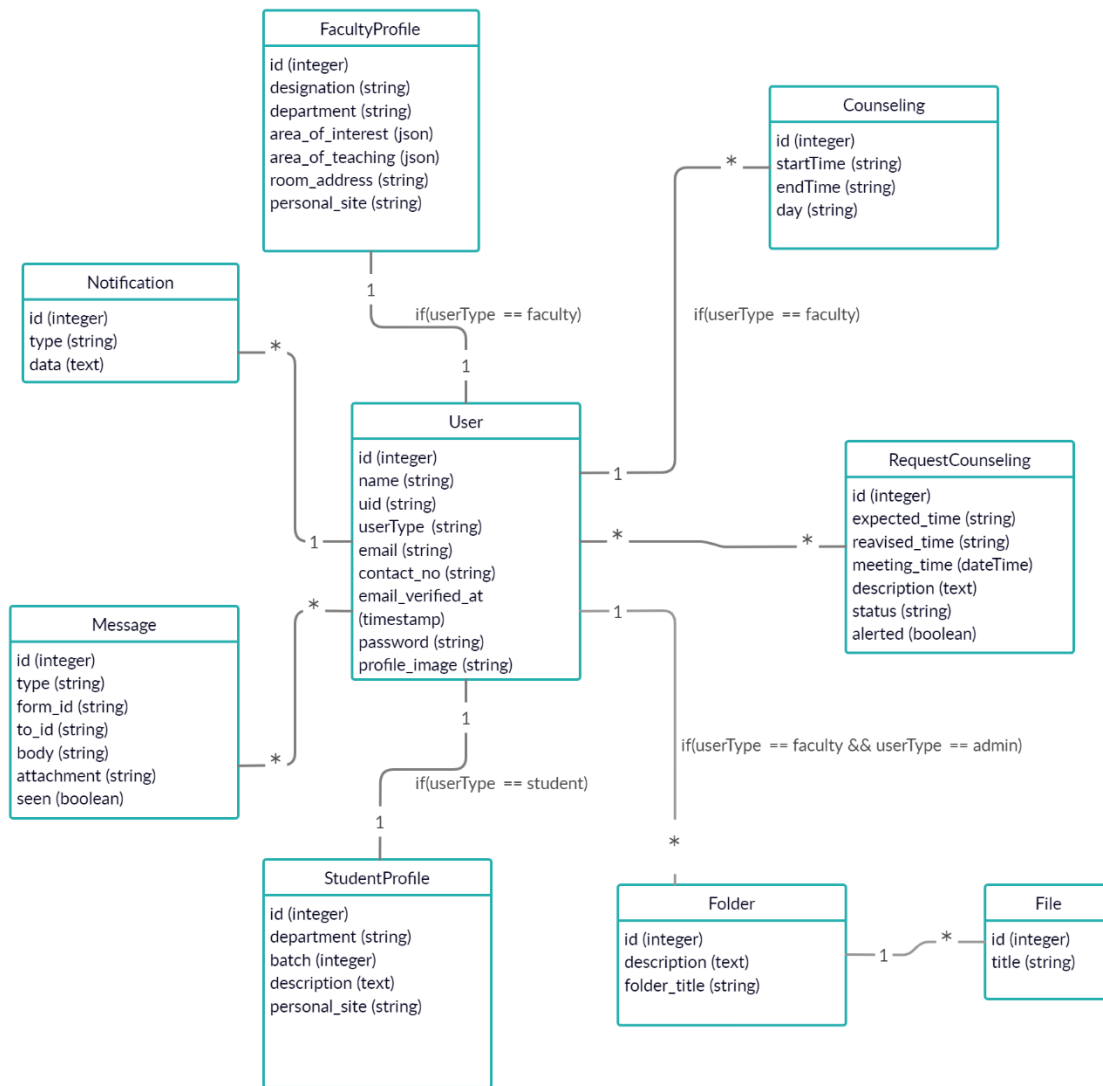 FacultyProfile
id (integer)
designation (string)
department (string)
area_of_interest (json)
area_of_teaching (json)
room_address (string)
personal_site (string)
Counseling
id (integer)
startTime (string)
endTime (string)
day (string)
*
1
if(userType == faculty)
if(userType == faculty)
1
Notification
id (integer)
type (string)
data (text)
*
1
User
id (integer)
name (string)
uid (string)
userType (string)
email (string)
contact_no (string)
email_verified_at
(timestamp)
password (string)
profile_image (string)
1
*
*
1
*
RequestCounseling
id (integer)
expected_time (string)
reavised_time (string)
meeting_time (dateTime)
description (text)
status (string)
alerted (boolean)
Message
id (integer)
type (string)
form_id (string)
to_id (string)
body (string)
attachment (string)
seen (boolean)
*
1
if(userType == student)
1
if(userType == faculty && userType == admin)
*
StudentProfile
id (integer)
department (string)
batch (integer)
description (text)
personal_site (string)
Folder
id (integer)
description (text)
folder_title (string)
1
*
File
id (integer)
title (string)